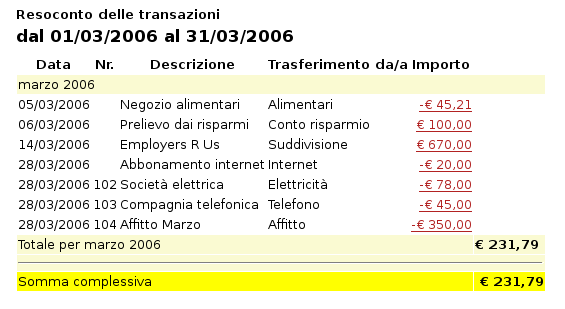 Resoconto delle transazioni
dal 01/03/2006 al 31/03/2006
Data Nr. Descrizione Trasferimento da/a Importo
marzo 2006
05/03/2006 Negozio alimentari Alimentari -€ 45,21
06/03/2006 Prelievo dai risparmi Conto risparmio € 100,00
14/03/2006 Employers R Us Suddivisione € 670,00
28/03/2006 Abbonamento internet Internet -€ 20,00
28/03/2006 102 Società elettrica Elettricità -€ 78,00
28/03/2006 103 Compagnia telefonica Telefono -€ 45,00
28/03/2006 104 Affitto Marzo Affitto -€ 350,00
Totale per marzo 2006 € 231,79
Somma complessiva € 231,79